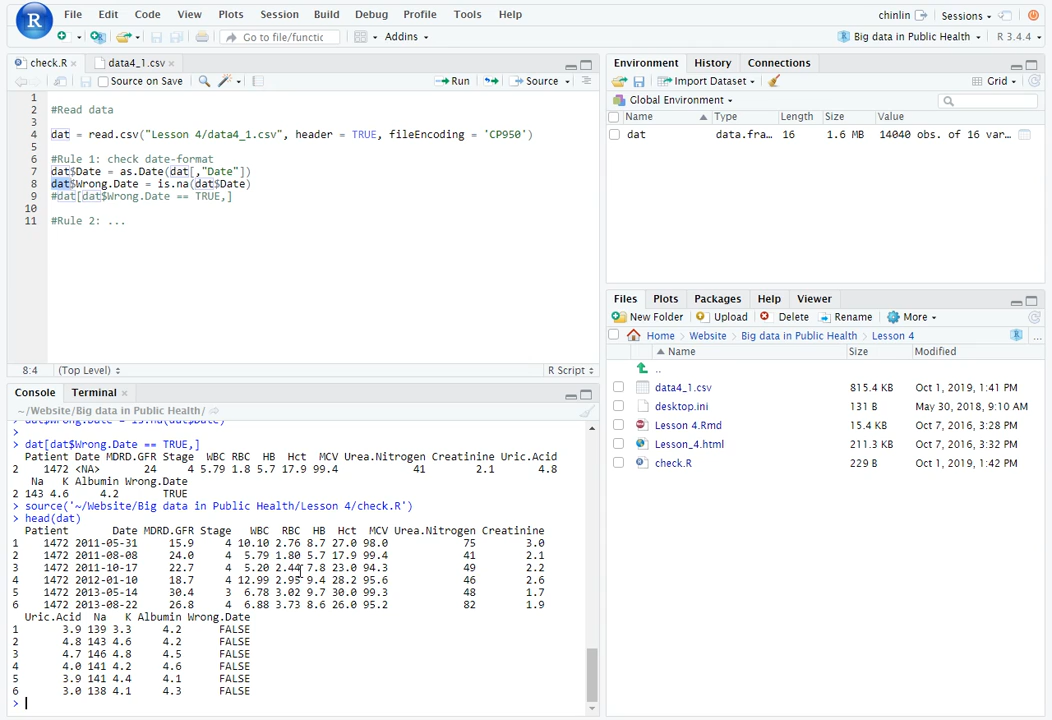 File Edit Code View Plots Session Build Debug Profile Tools Help
chinlin Sessions
Go to file/functic Addins
Big data in Public Health R 3.4.4
check.R data4_1.csv
Source on Save Run Source
1
2 #Read data
3
4 dat = read.csv("Lesson 4/data4_1.csv", header = TRUE, fileEncoding = 'CP950')
5
6 #Rule 1: check date-format
7 dat$Date = as.Date(dat[,"Date"])
8 dat$Wrong.Date = is.na(dat$Date)
9 #dat[dat$Wrong.Date == TRUE,]
10
11 #Rule 2: ...
8:4 (Top Level) R Script
Console Terminal
~/Website/Big data in Public Health/
> dat$Wrong.Date = is.na(dat$Date)
>
> dat[dat$Wrong.Date == TRUE,]
Patient Date MDRD.GFR Stage WBC RBC HB Hct MCV Urea.Nitrogen Creatinine Uric.Acid
2 1472 <NA> 24 4 5.79 1.8 5.7 17.9 99.4 41 2.1 4.8
Na K Albumin Wrong.Date
2 143 4.6 4.2 TRUE
> source('~/Website/Big data in Public Health/Lesson 4/check.R')
> head(dat)
Patient Date MDRD.GFR Stage WBC RBC HB Hct MCV Urea.Nitrogen Creatinine
1 1472 2011-05-31 15.9 4 10.10 2.76 8.7 27.0 98.0 75 3.0
2 1472 2011-08-08 24.0 4 5.79 1.80 5.7 17.9 99.4 41 2.1
3 1472 2011-10-17 22.7 4 5.20 2.44 7.8 23.0 94.3 49 2.2
4 1472 2012-01-10 18.7 4 12.99 2.95 9.4 28.2 95.6 46 2.6
5 1472 2013-05-14 30.4 3 6.78 3.02 9.7 30.0 99.3 48 1.7
6 1472 2013-08-22 26.8 4 6.88 3.73 8.6 26.0 95.2 82 1.9
Uric.Acid Na K Albumin Wrong.Date
1 3.9 139 3.3 4.2 FALSE
2 4.8 143 4.6 4.2 FALSE
3 4.7 146 4.8 4.5 FALSE
4 4.0 141 4.2 4.6 FALSE
5 3.9 141 4.4 4.1 FALSE
6 3.0 138 4.1 4.3 FALSE
>
Environment History Connections
Import Dataset Grid
Global Environment
Name Type Length Size Value
dat data.fra... 16 1.6 MB 14040 obs. of 16 var...
Files Plots Packages Help Viewer
New Folder Upload Delete Rename More
Home Website Big data in Public Health Lesson 4
Name Size Modified
..
data4_1.csv 815.4 KB Oct 1, 2019, 1:41 PM
desktop.ini 131 B May 30, 2018, 9:10 AM
Lesson 4.Rmd 15.4 KB Oct 7, 2016, 3:28 PM
Lesson_4.html 211.3 KB Oct 7, 2016, 3:32 PM
check.R 229 B Oct 1, 2019, 1:42 PM